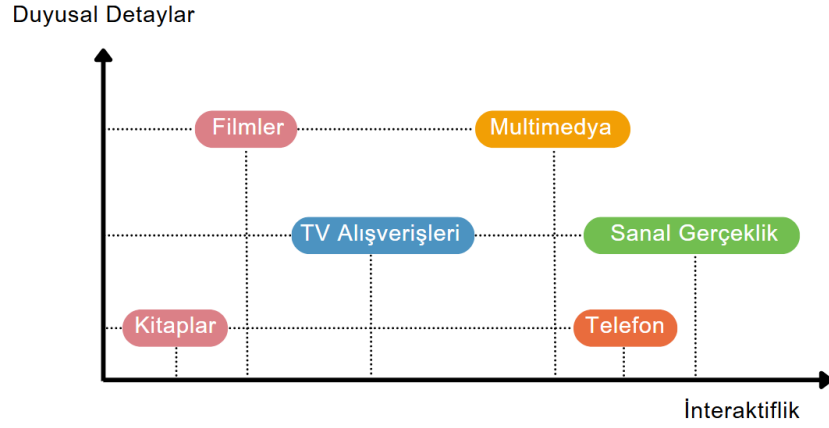 Duyusal Detaylar
Filmler
Multimedya
TV Alışverişleri
Sanal Gerçeklik
Kitaplar
Telefon
İnteraktiflik